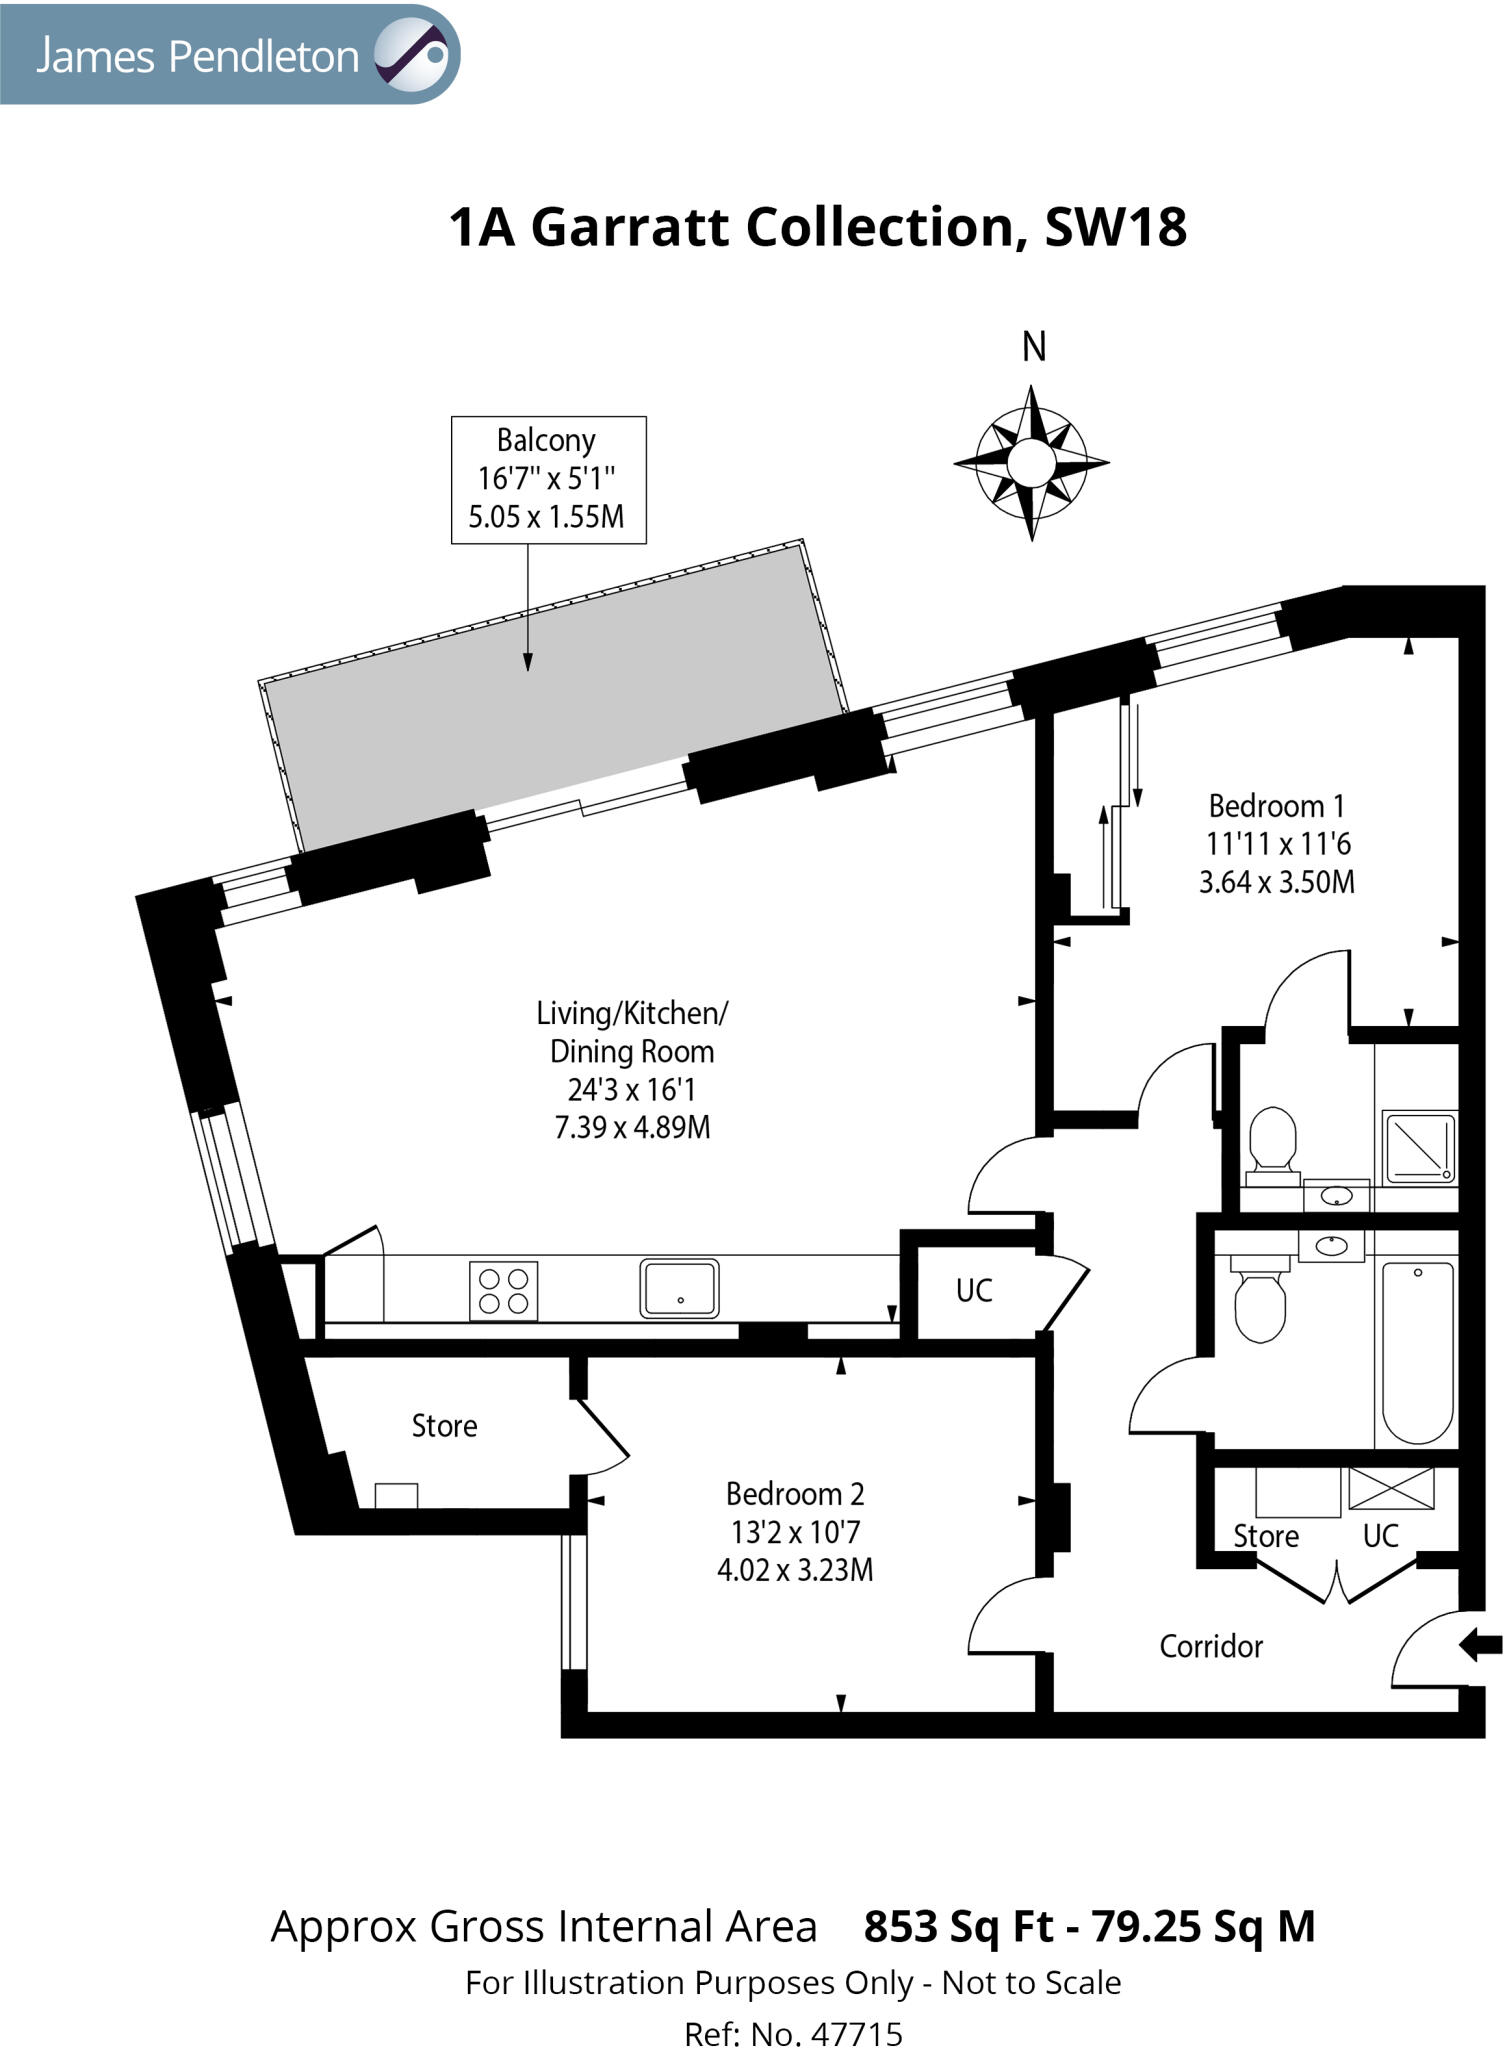 James Pendleton
1A Garratt Collection, SW18
N
Balcony
16'7" x 5'1"
5.05 x 1.55M
Bedroom 1
11'11 x 11'6
3.64 x 3.50M
Living/Kitchen/
Dining Room
24'3 x 16'1
7.39 x 4.89M
UC
Store
Bedroom 2
13'2 x 10'7
4.02 x 3.23M
Store UC
Corridor
Approx Gross Internal Area 853 Sq Ft - 79.25 Sq M
For Illustration Purposes Only - Not to Scale
Ref: No. 47715